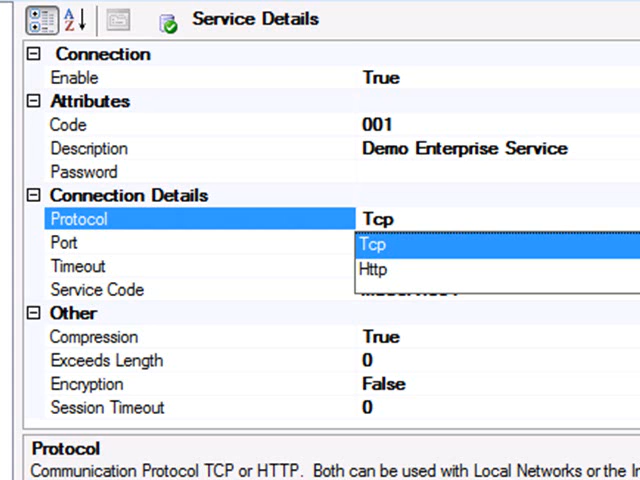 Service Details
Connection
Enable True
Attributes
Code 001
Description Demo Enterprise Service
Password
Connection Details
Protocol Tcp
Port Tcp
Timeout Http
Service Code
Other
Compression True
Exceeds Length 0
Encryption False
Session Timeout 0
Protocol
Communication Protocol TCP or HTTP. Both can be used with Local Networks or the